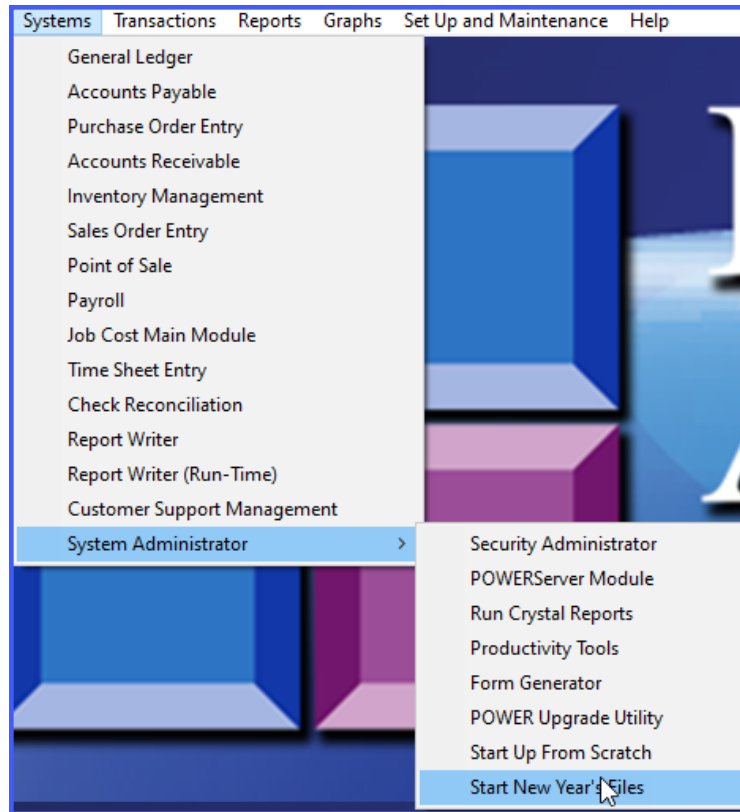 Systems Transactions Reports Graphs Set Up and Maintenance Help
General Ledger
Accounts Payable
Purchase Order Entry
Accounts Receivable
Inventory Management
Sales Order Entry
Point of Sale
Payroll
Job Cost Main Module
Time Sheet Entry
Check Reconciliation
Report Writer
Report Writer (Run-Time)
Customer Support Management
System Administrator
Security Administrator
POWERServer Module
Run Crystal Reports
Productivity Tools
Form Generator
POWER Upgrade Utility
Start Up From Scratch
Start New Year's Files